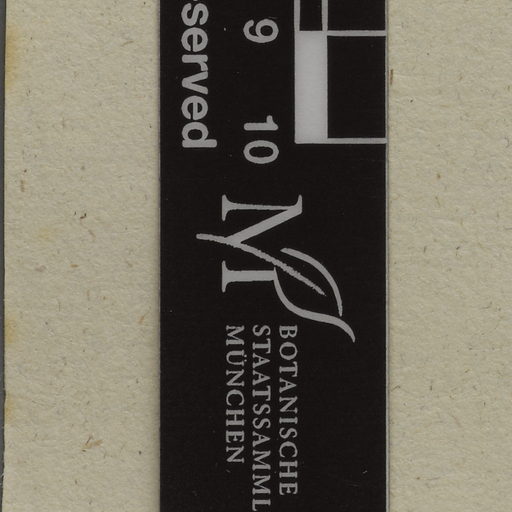 served
9 10
BOTANISCHE
STAATSSAMML
MÜNCHEN